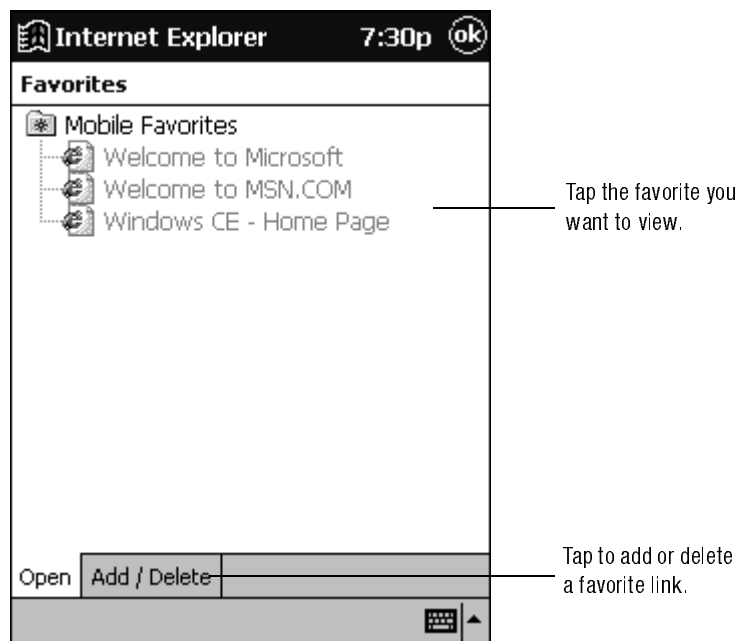 Internet Explorer 7:30p ok
Favorites
Mobile Favorites
Welcome to Microsoft
Welcome to MSN.COM
Windows CE - Home Page
Tap the favorite you
want to view.
Open Add / Delete
Tap to add or delete
a favorite link.